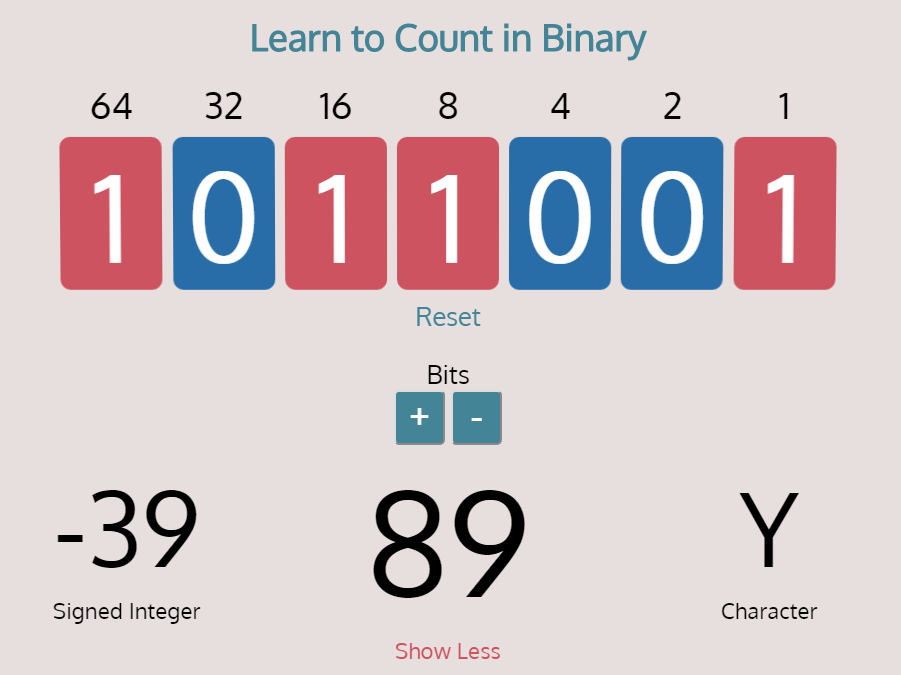 Learn to Count in Binary
64 32 16 8 4 2 1
1 0 1 1 0 0 1
Reset
Bits
+ -
-39 89 Y
Signed Integer Character
Show Less